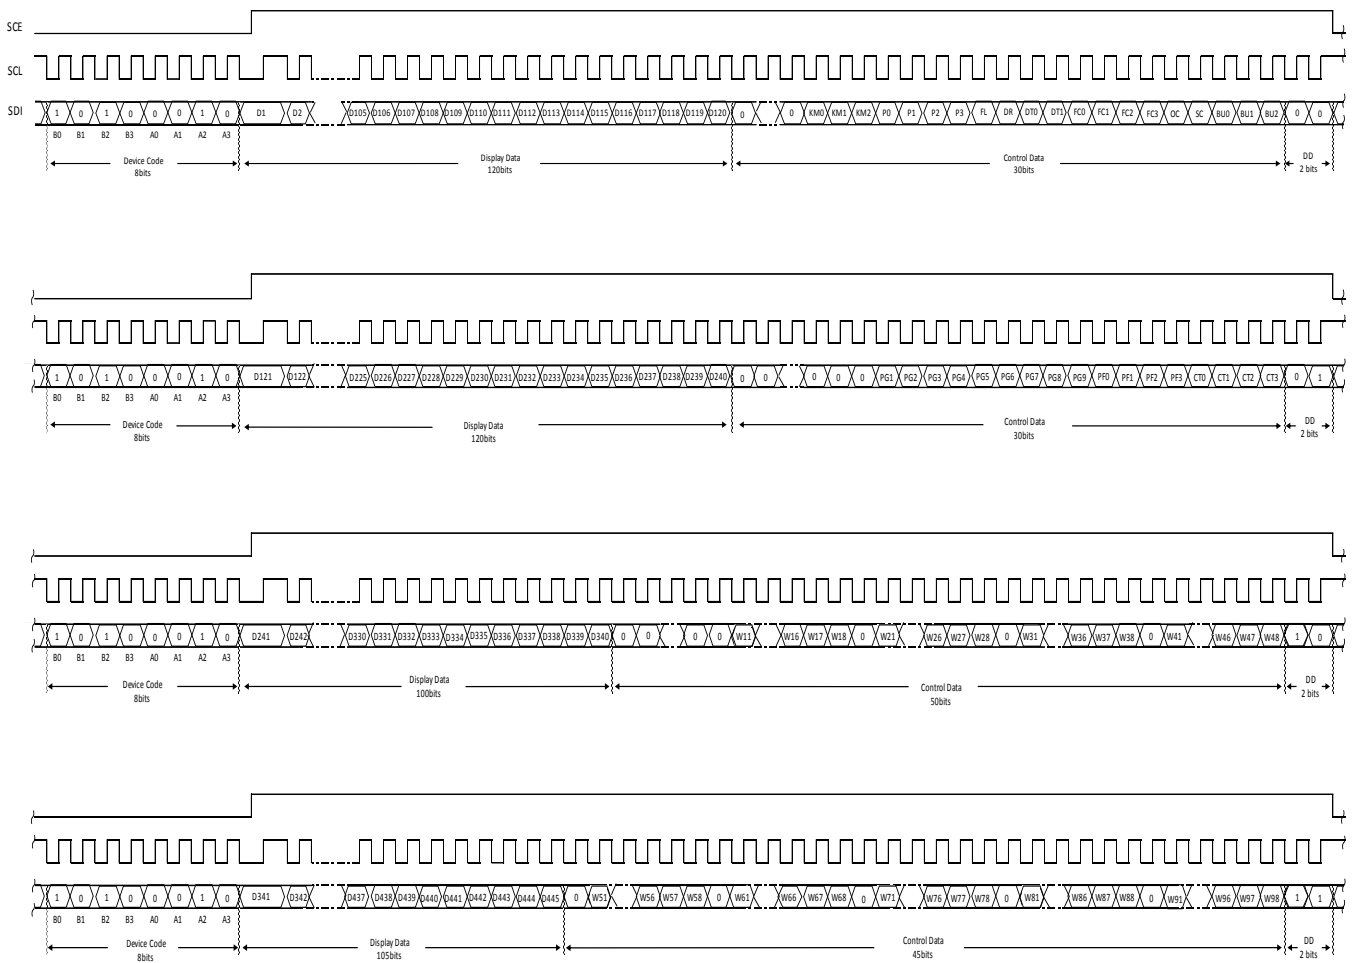 SCE
SCL
SDI 1 0 1 0 0 0 1 0 D1 D2 D105 D106 D107 D108 D109 D110 D111 D112 D113 D114 D115 D116 D117 D118 D119 D120 0 0 KM0 KM1 KM2 P0 P1 P2 P3 FL DR DT0 DT1 FC0 FC1 FC2 FC3 OC SC BU0 BU1 BU2 0 0
B0 B1 B2 B3 A0 A1 A2 A3
Device Code Display Data Control Data DD
8bits 120bits 30bits 2 bits
1 0 1 0 0 0 1 0 D121 D122 D225 D226 D227 D228 D229 D230 D231 D232 D233 D234 D235 D236 D237 D238 D239 D240 0 0 0 0 0 PG1 PG2 PG3 PG4 PG5 PG6 PG7 PG8 PG9 PF0 PF1 PF2 PF3 CT0 CT1 CT2 CT3 0 1
B0 B1 B2 B3 A0 A1 A2 A3
Device Code Display Data Control Data DD
8bits 120bits 30bits 2 bits
1 0 1 0 0 0 1 0 D241 D242 D330 D331 D332 D333 D334 D335 D336 D337 D338 D339 D340 0 0 0 0 W11 W16 W17 W18 0 W21 W26 W27 W28 0 W31 W36 W37 W38 0 W41 W46 W47 W48 1 0
B0 B1 B2 B3 A0 A1 A2 A3
Device Code Display Data Control Data DD
8bits 100bits 50bits 2 bits
1 0 1 0 0 0 1 0 D341 D342 D437 D438 D439 D440 D441 D442 D443 D444 D445 0 W51 W56 W57 W58 0 W61 W66 W67 W68 0 W71 W76 W77 W78 0 W81 W86 W87 W88 0 W91 W96 W97 W98 1 1
B0 B1 B2 B3 A0 A1 A2 A3
Device Code Display Data Control Data DD
8bits 105bits 45bits 2 bits